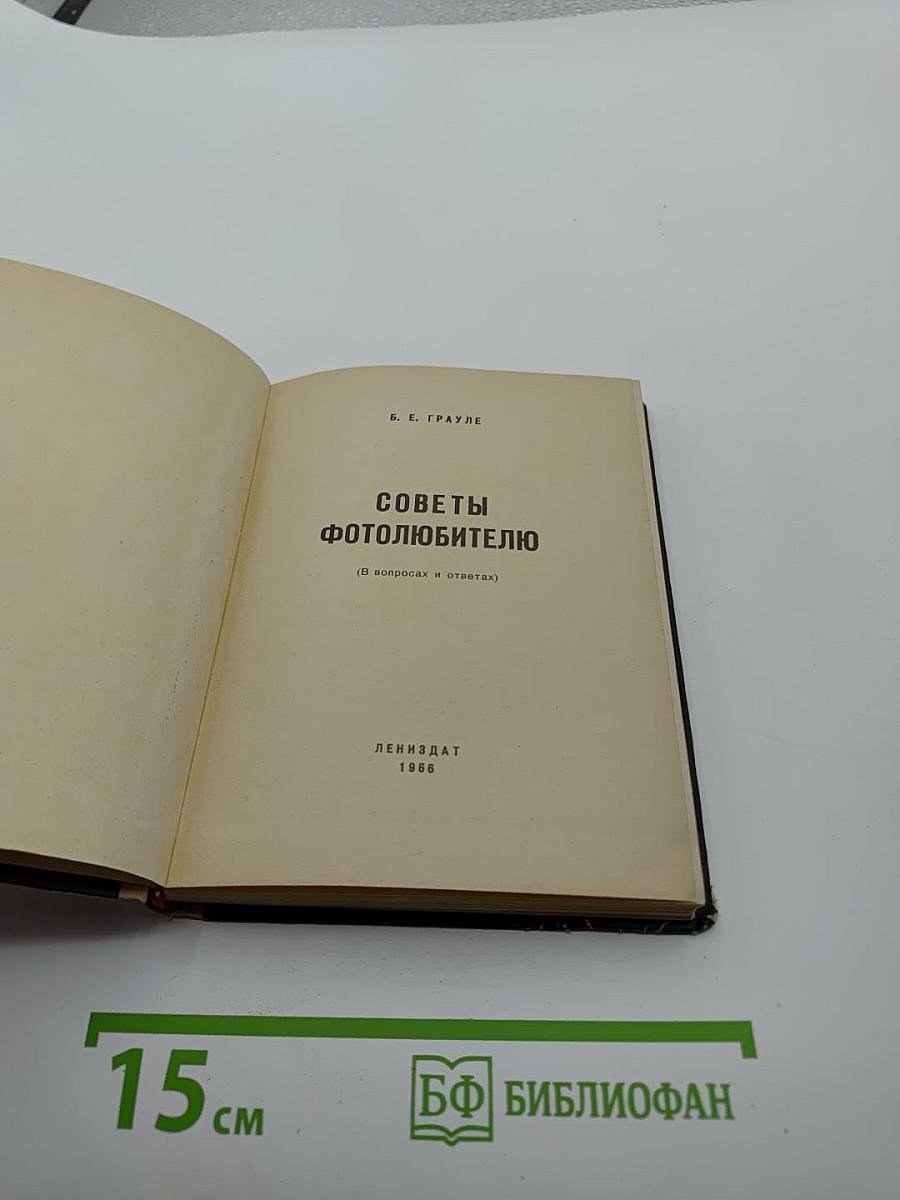 Б. Е. ГРАУЛЕ
СОВЕТЫ
ФОТОЛЮБИТЕЛЮ
(В вопросах и ответах)
ЛЕНИЗДАТ
1966
15 см
БФ БИБЛИОФАН